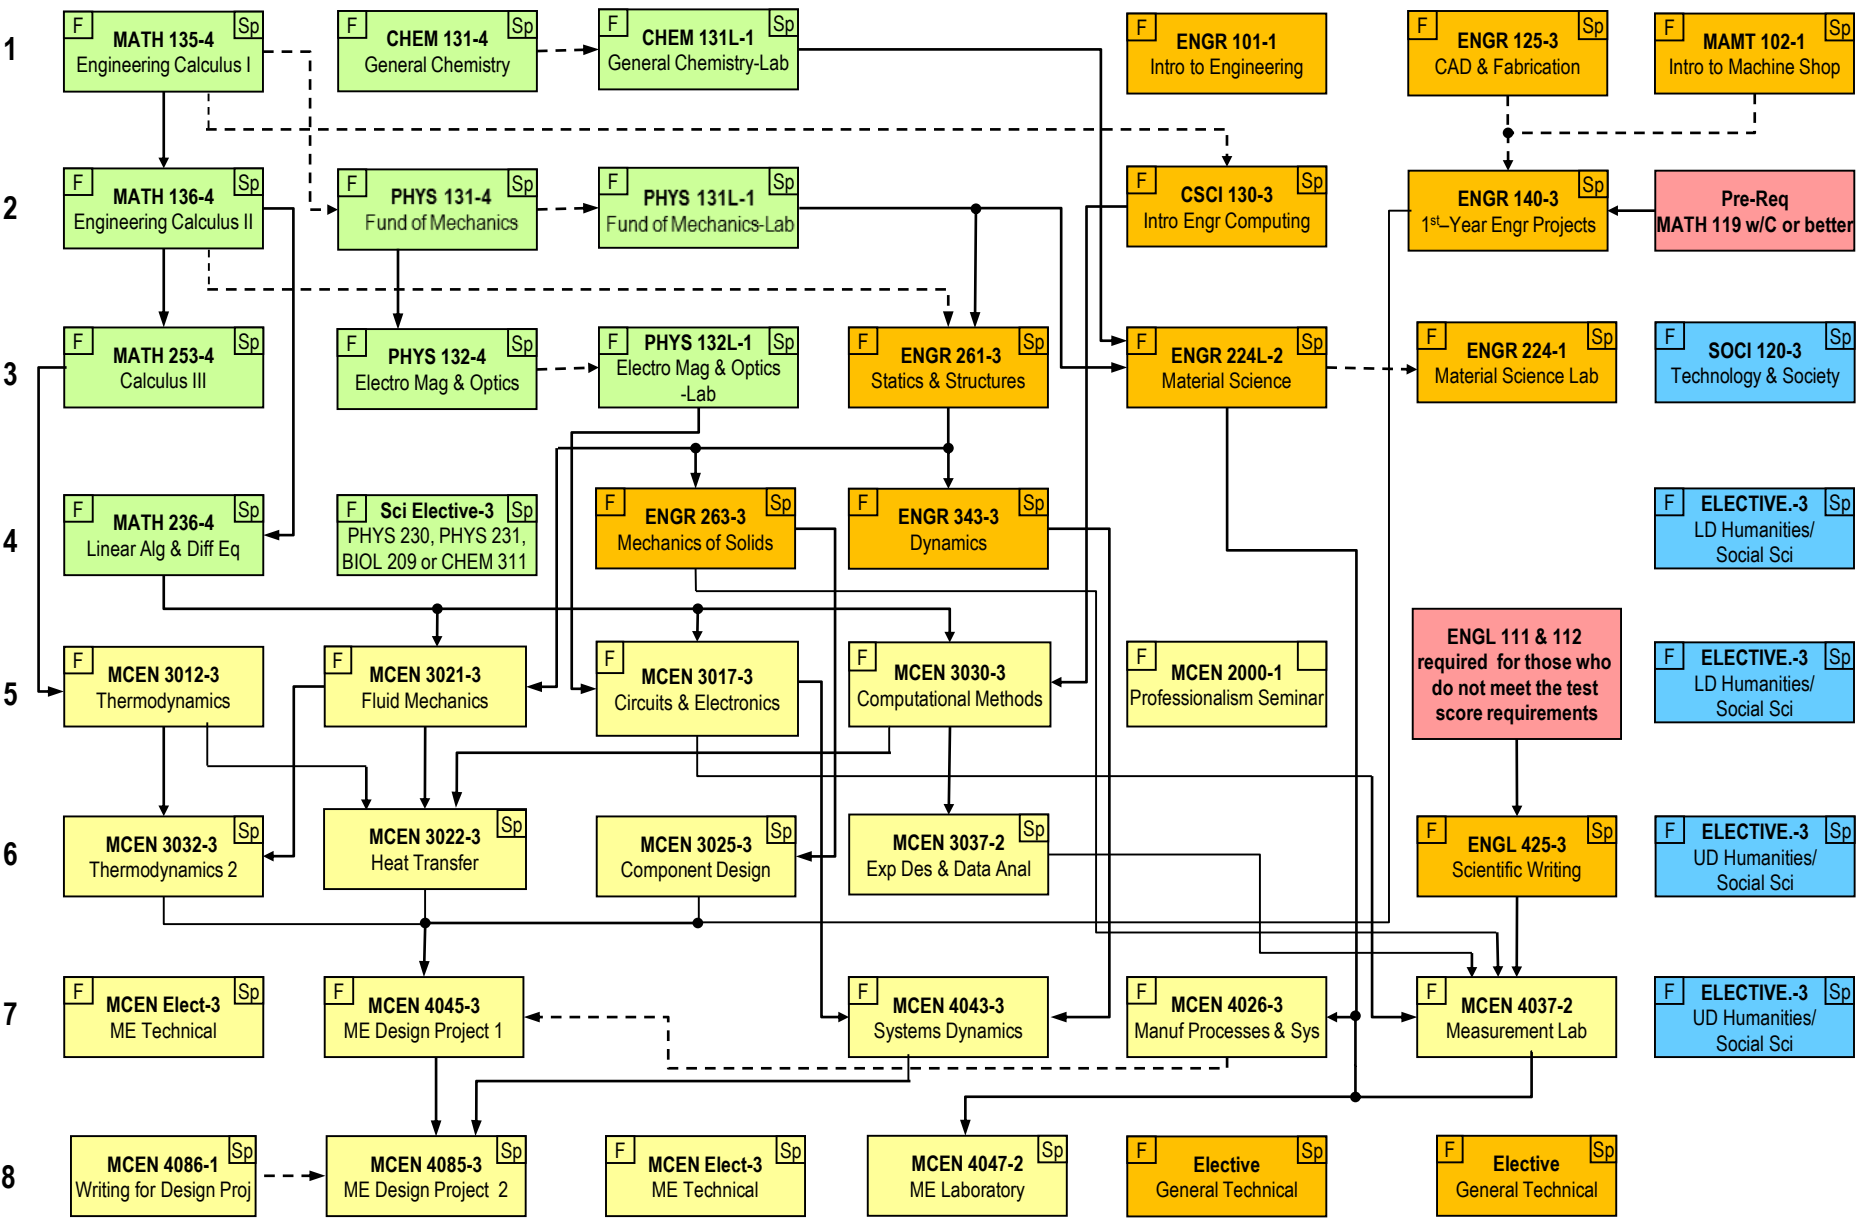 1
F
Sp
MATH 135-4
Engineering Calculus I
F
Sp
CHEM 131-4
General Chemistry
F
Sp
CHEM 131L-1
General Chemistry-Lab
F
ENGR 101-1
Intro to Engineering
F
Sp
ENGR 125-3
CAD & Fabrication
F
Sp
MAMT 102-1
Intro to Machine Shop
2
F
Sp
MATH 136-4
Engineering Calculus II
F
Sp
PHYS 131-4
Fund of Mechanics
F
Sp
PHYS 131L-1
Fund of Mechanics-Lab
F
Sp
CSCI 130-3
Intro Engr Computing
Sp
ENGR 140-3
1st–Year Engr Projects
Pre-Req
MATH 119 w/C or better
3
F
Sp
MATH 253-4
Calculus III
F
Sp
PHYS 132-4
Electro Mag & Optics
F
Sp
PHYS 132L-1
Electro Mag & Optics
-Lab
F
Sp
ENGR 261-3
Statics & Structures
F
Sp
ENGR 224L-2
Material Science
F
Sp
ENGR 224-1
Material Science Lab
F
Sp
SOCI 120-3
Technology & Society
4
F
Sp
MATH 236-4
Linear Alg & Diff Eq
F
Sp
Sci Elective-3
PHYS 230, PHYS 231,
BIOL 209 or CHEM 311
F
Sp
ENGR 263-3
Mechanics of Solids
F
Sp
ENGR 343-3
Dynamics
F
Sp
ELECTIVE.-3
LD Humanities/
Social Sci
5
F
MCEN 3012-3
Thermodynamics
F
MCEN 3021-3
Fluid Mechanics
F
MCEN 3017-3
Circuits & Electronics
F
MCEN 3030-3
Computational Methods
F
MCEN 2000-1
Professionalism Seminar
ENGL 111 & 112
required for those who
do not meet the test
score requirements
F
Sp
ELECTIVE.-3
LD Humanities/
Social Sci
6
Sp
MCEN 3032-3
Thermodynamics 2
Sp
MCEN 3022-3
Heat Transfer
Sp
MCEN 3025-3
Component Design
Sp
MCEN 3037-2
Exp Des & Data Anal
F
Sp
ENGL 425-3
Scientific Writing
F
Sp
ELECTIVE.-3
UD Humanities/
Social Sci
7
F
Sp
MCEN Elect-3
ME Technical
F
MCEN 4045-3
ME Design Project 1
F
MCEN 4043-3
Systems Dynamics
F
MCEN 4026-3
Manuf Processes & Sys
F
MCEN 4037-2
Measurement Lab
F
Sp
ELECTIVE.-3
UD Humanities/
Social Sci
8
Sp
MCEN 4086-1
Writing for Design Proj
Sp
MCEN 4085-3
ME Design Project 2
F
Sp
MCEN Elect-3
ME Technical
Sp
MCEN 4047-2
ME Laboratory
F
Sp
Elective
General Technical
F
Sp
Elective
General Technical